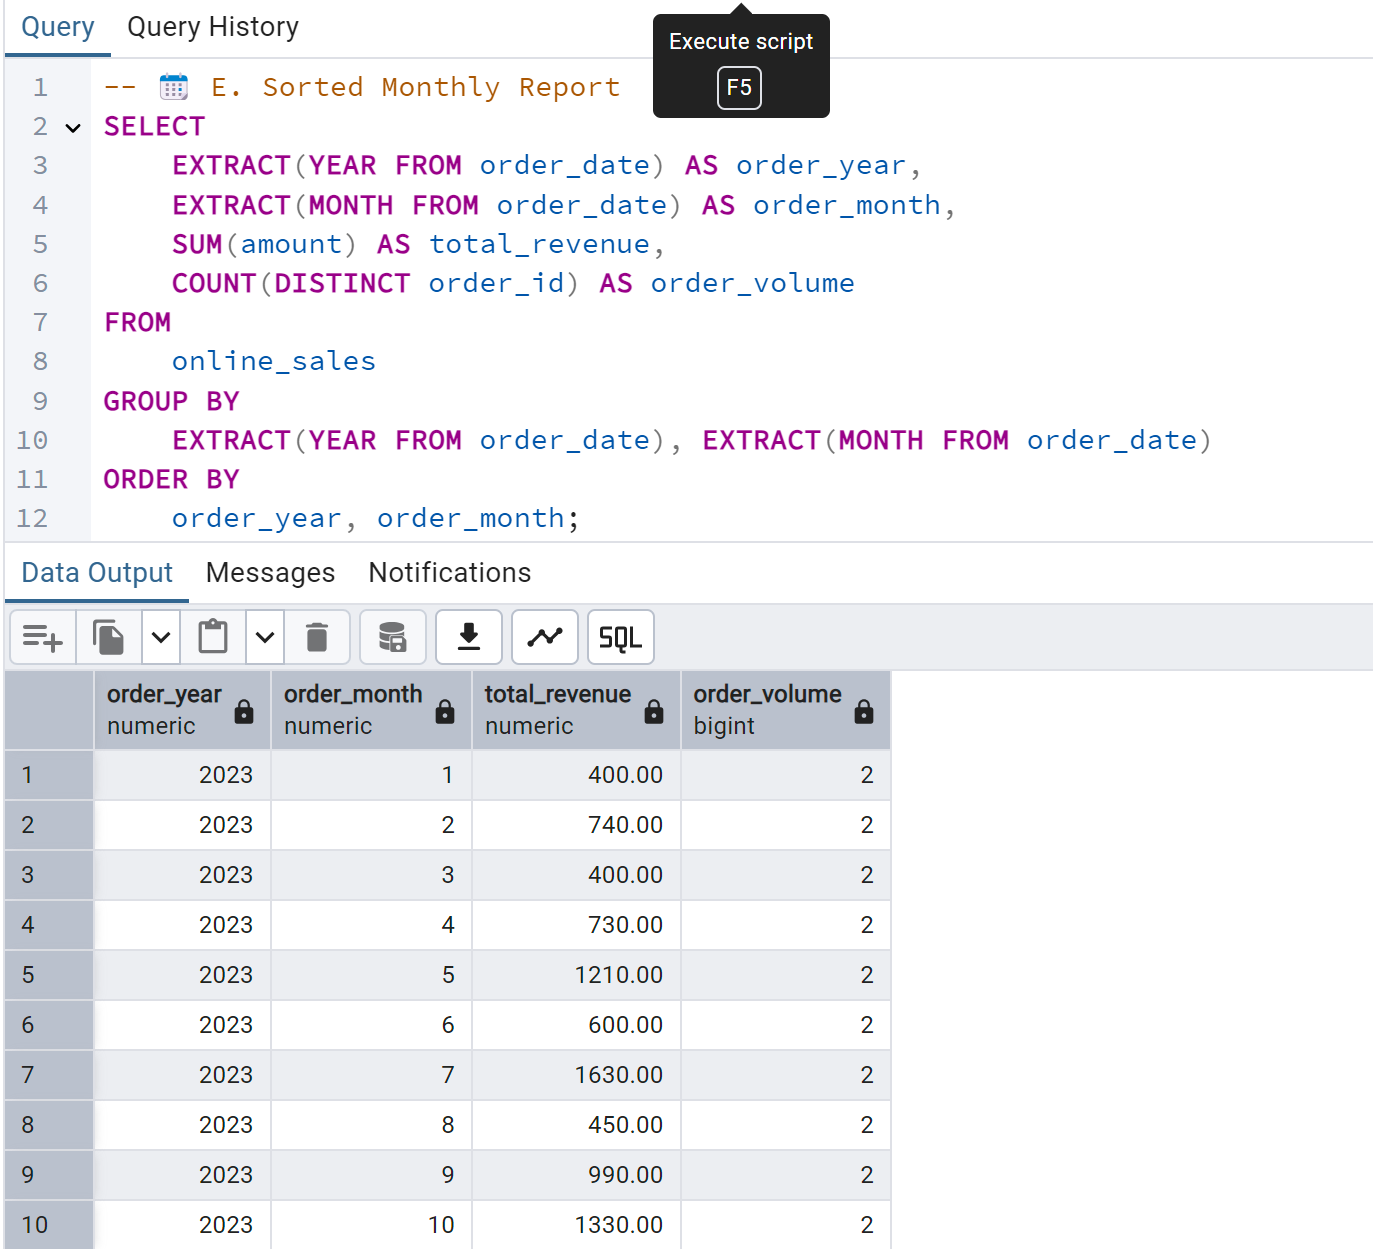 Query Query History
Execute script
F5
1 -- E. Sorted Monthly Report
2 SELECT
3 EXTRACT(YEAR FROM order_date) AS order_year,
4 EXTRACT(MONTH FROM order_date) AS order_month,
5 SUM(amount) AS total_revenue,
6 COUNT(DISTINCT order_id) AS order_volume
7 FROM
8 online_sales
9 GROUP BY
10 EXTRACT(YEAR FROM order_date), EXTRACT(MONTH FROM order_date)
11 ORDER BY
12 order_year, order_month;
Data Output Messages Notifications
SQL
order_year order_month total_revenue order_volume
numeric numeric numeric bigint
1 2023 1 400.00 2
2 2023 2 740.00 2
3 2023 3 400.00 2
4 2023 4 730.00 2
5 2023 5 1210.00 2
6 2023 6 600.00 2
7 2023 7 1630.00 2
8 2023 8 450.00 2
9 2023 9 990.00 2
10 2023 10 1330.00 2